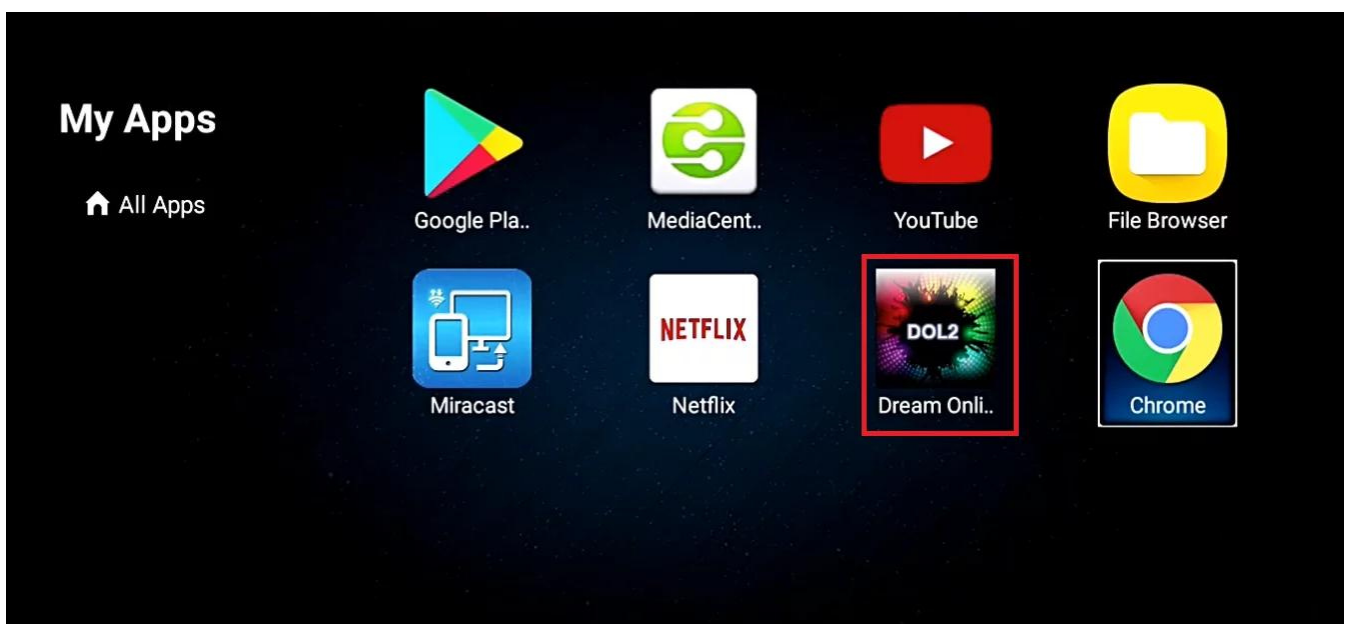 My Apps
All Apps
Google Pla..
MediaCent..
YouTube
File Browser
NETFLIX
DOL2
Miracast
Netflix
Dream Onli..
Chrome